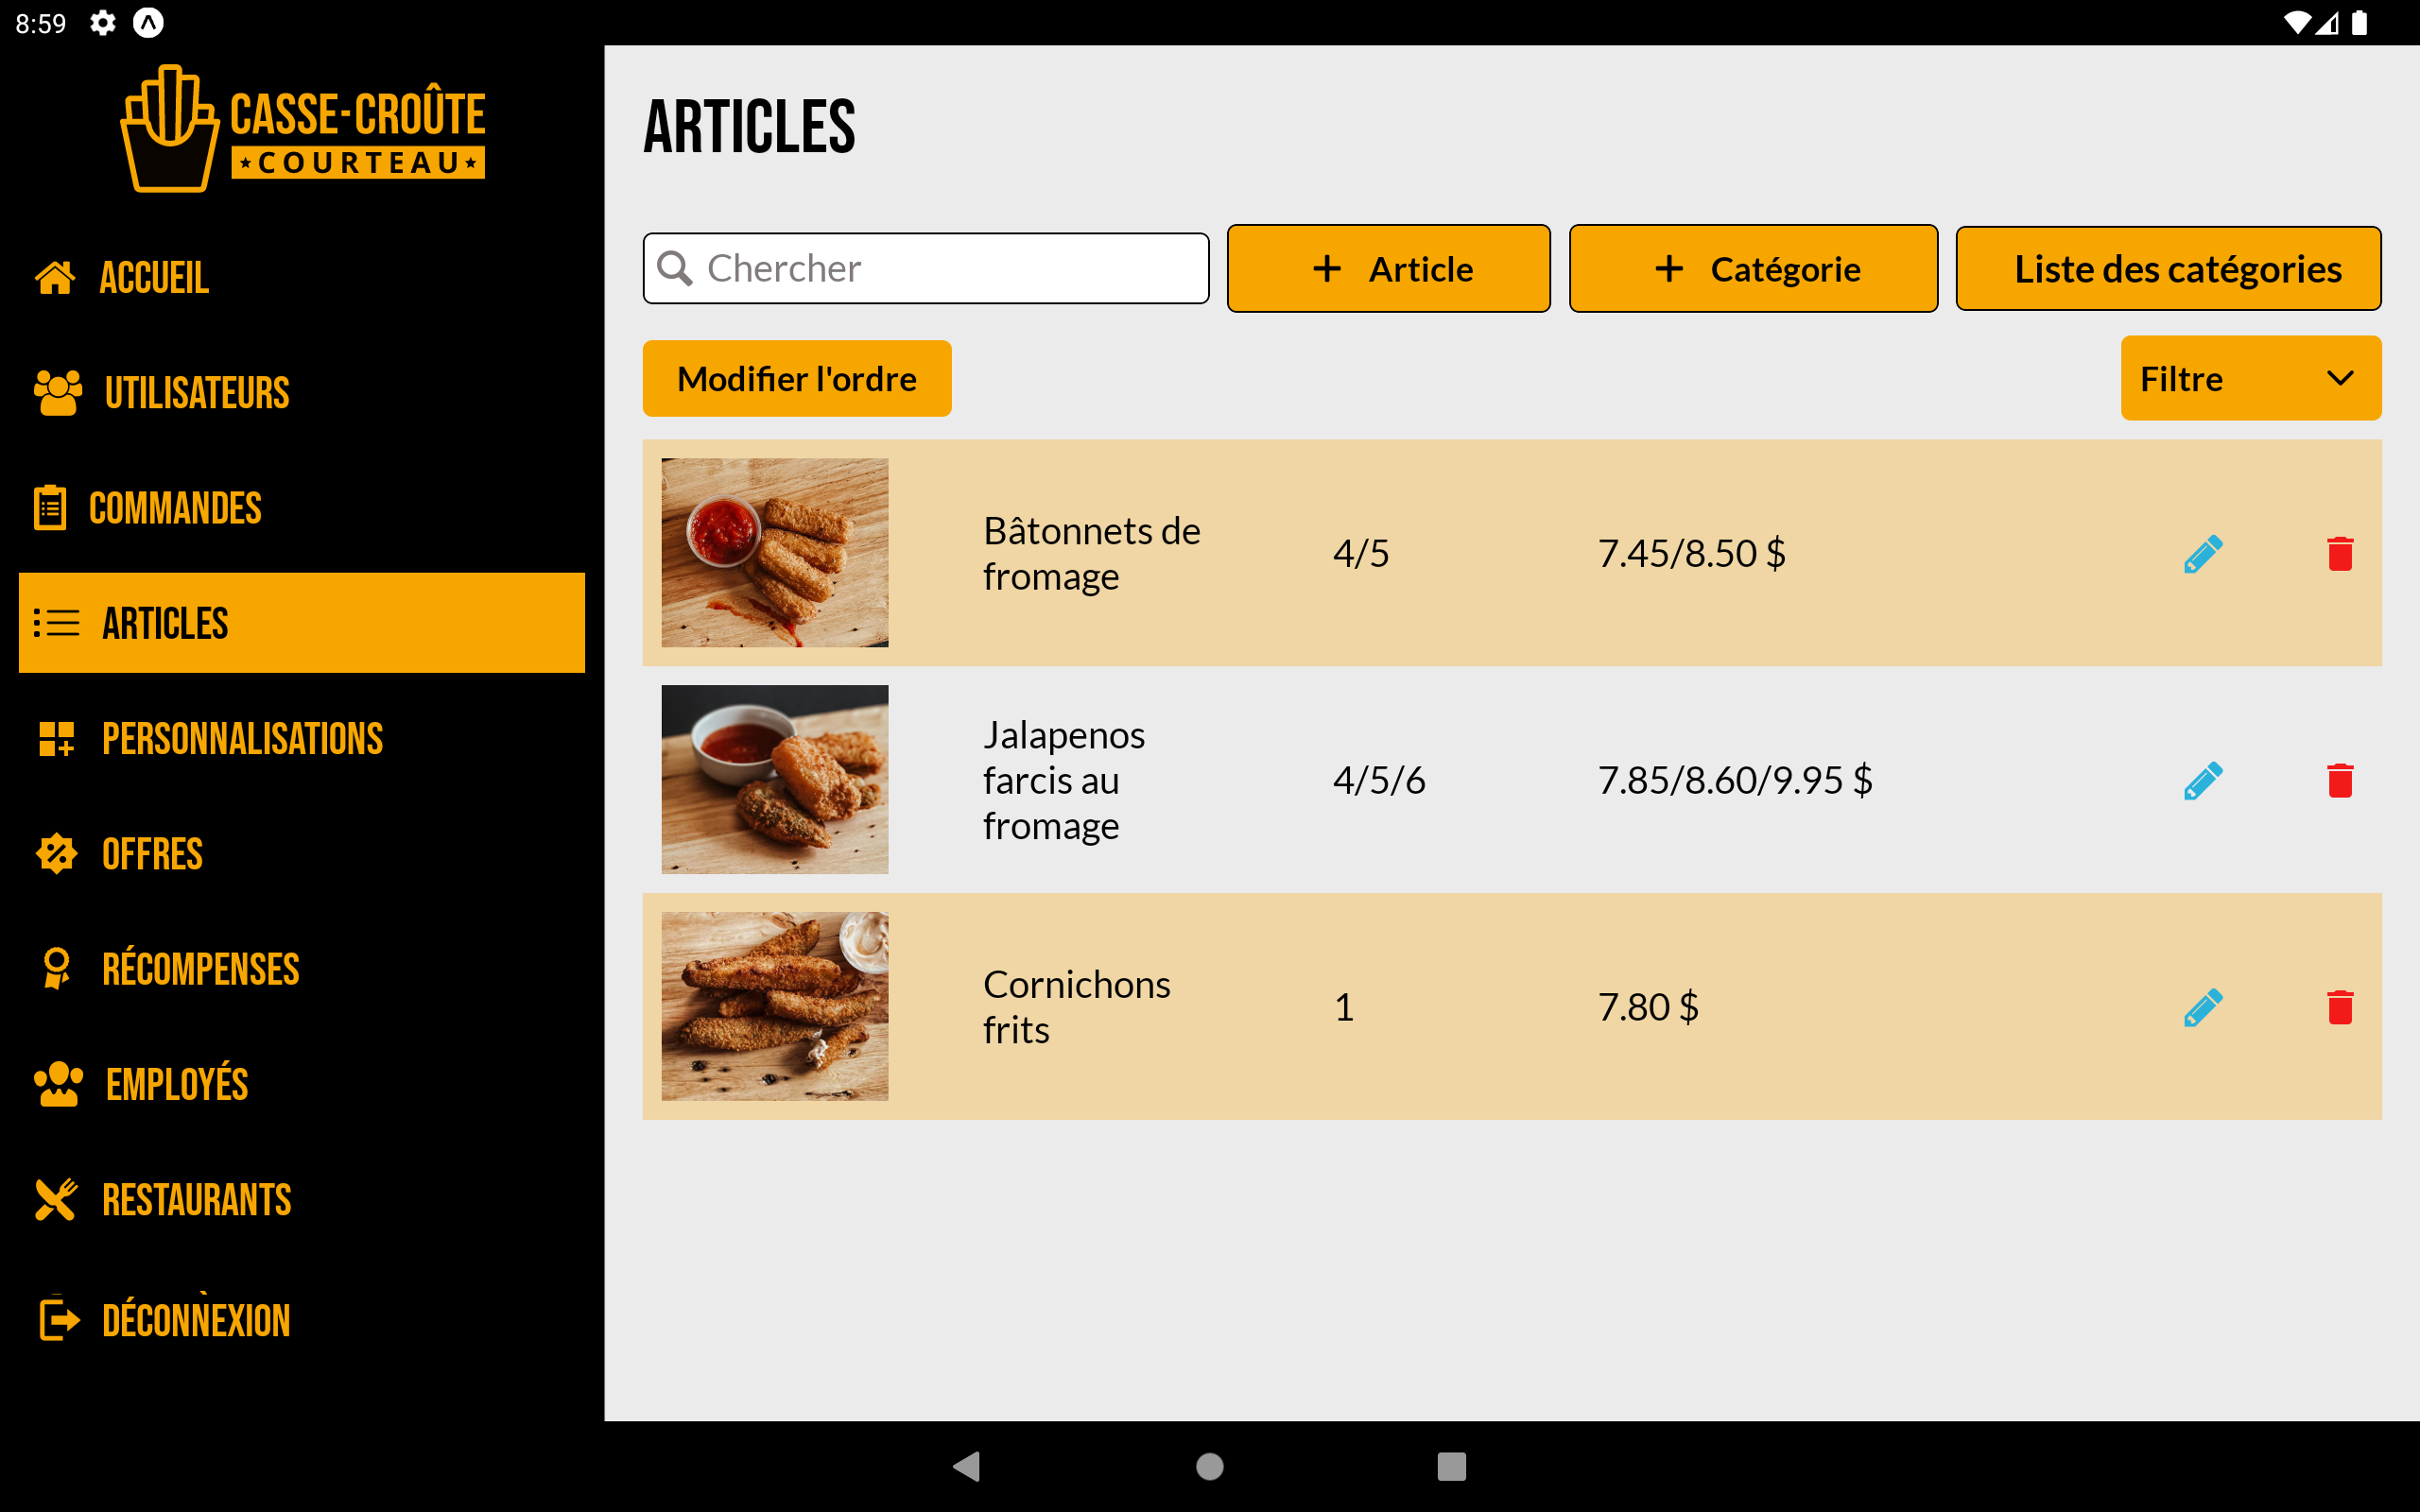 8:59
CASSE-CROÛTE
COURTEAU
ACCUEIL
UTILISATEURS
COMMANDES
ARTICLES
PERSONNALISATIONS
OFFRES
RÉCOMPENSES
EMPLOYÉS
RESTAURANTS
DÉCONNEXION
ARTICLES
Chercher
+ Article
+ Catégorie
Liste des catégories
Modifier l'ordre
Filtre
Bâtonnets de
fromage
4/5
7.45/8.50 $
Jalapenos
farcis au
fromage
4/5/6
7.85/8.60/9.95 $
Cornichons
frits
1
7.80 $